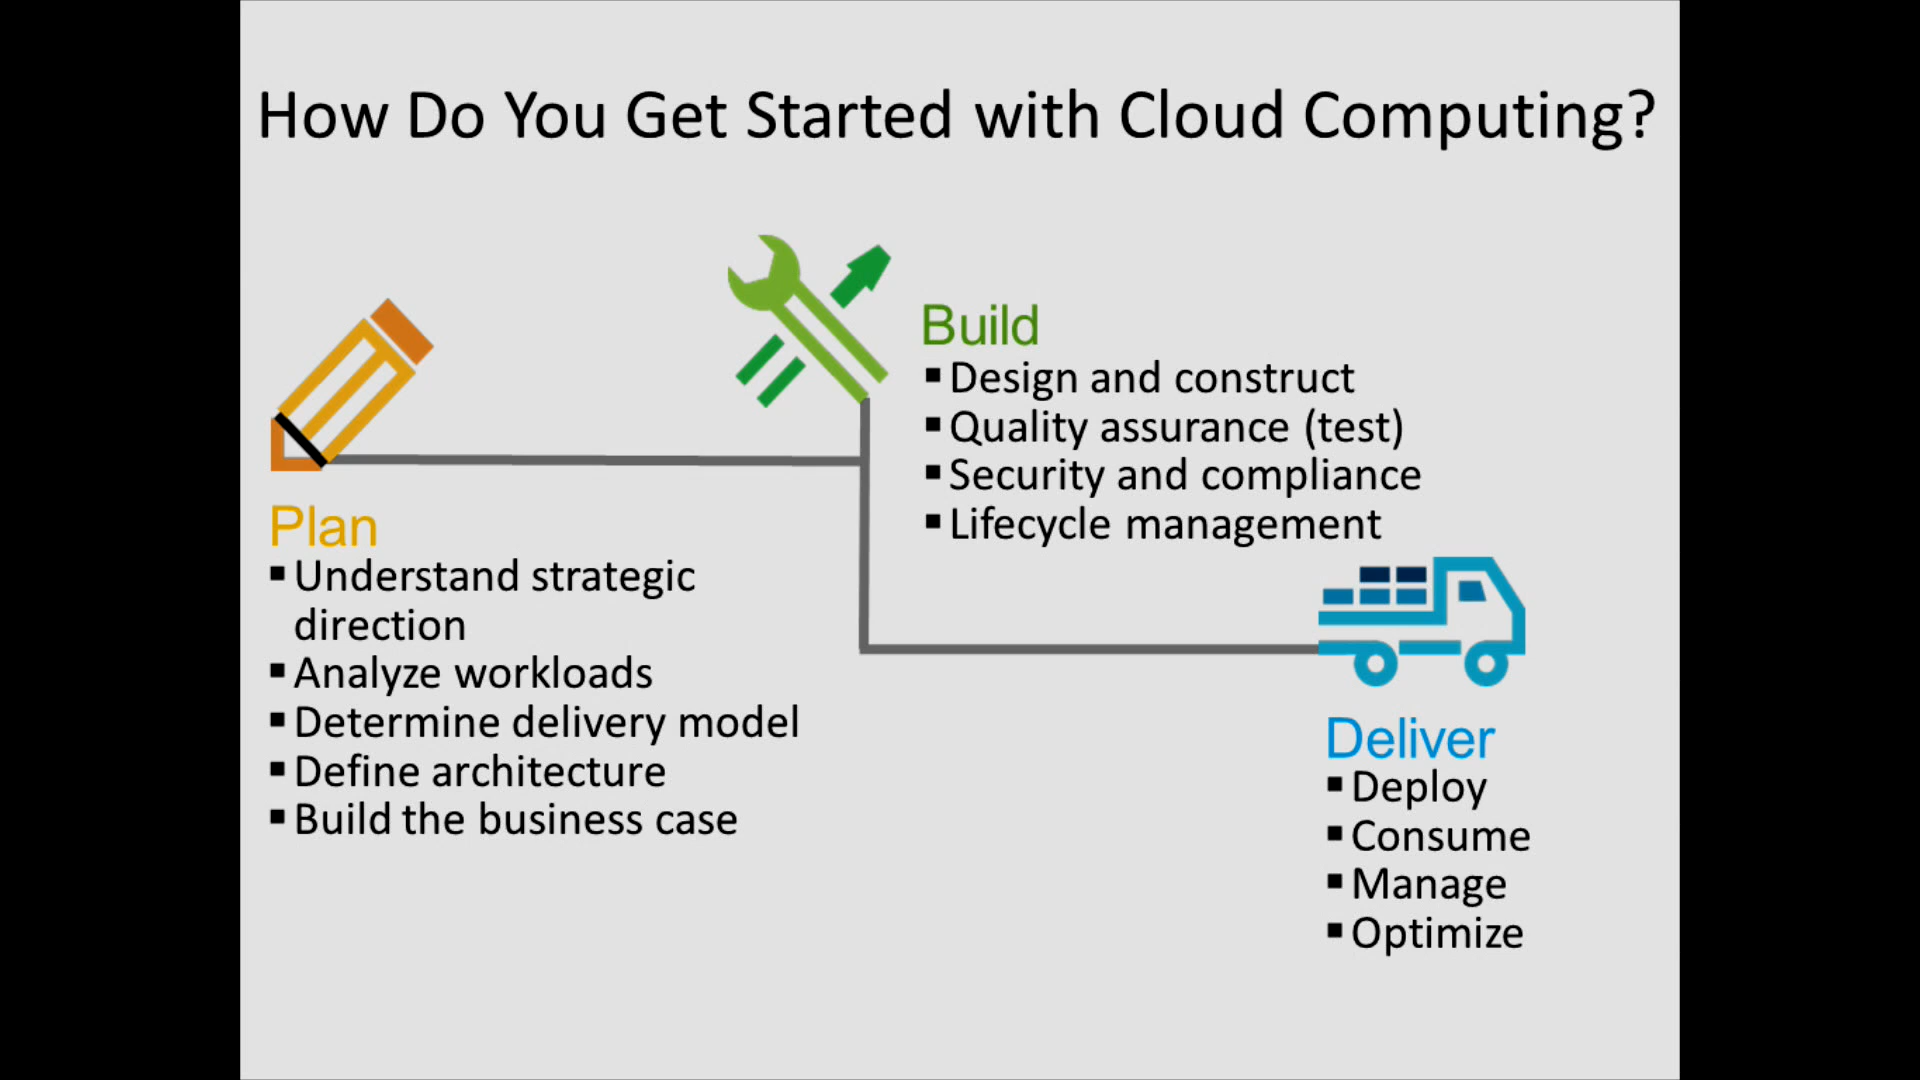 How Do You Get Started with Cloud Computing?
Build
▪Design and construct
▪Quality assurance (test)
▪Security and compliance
▪Lifecycle management
Plan
▪Understand strategic
direction
▪Analyze workloads
▪Determine delivery model
▪Define architecture
▪Build the business case
Deliver
▪Deploy
▪Consume
▪Manage
▪Optimize